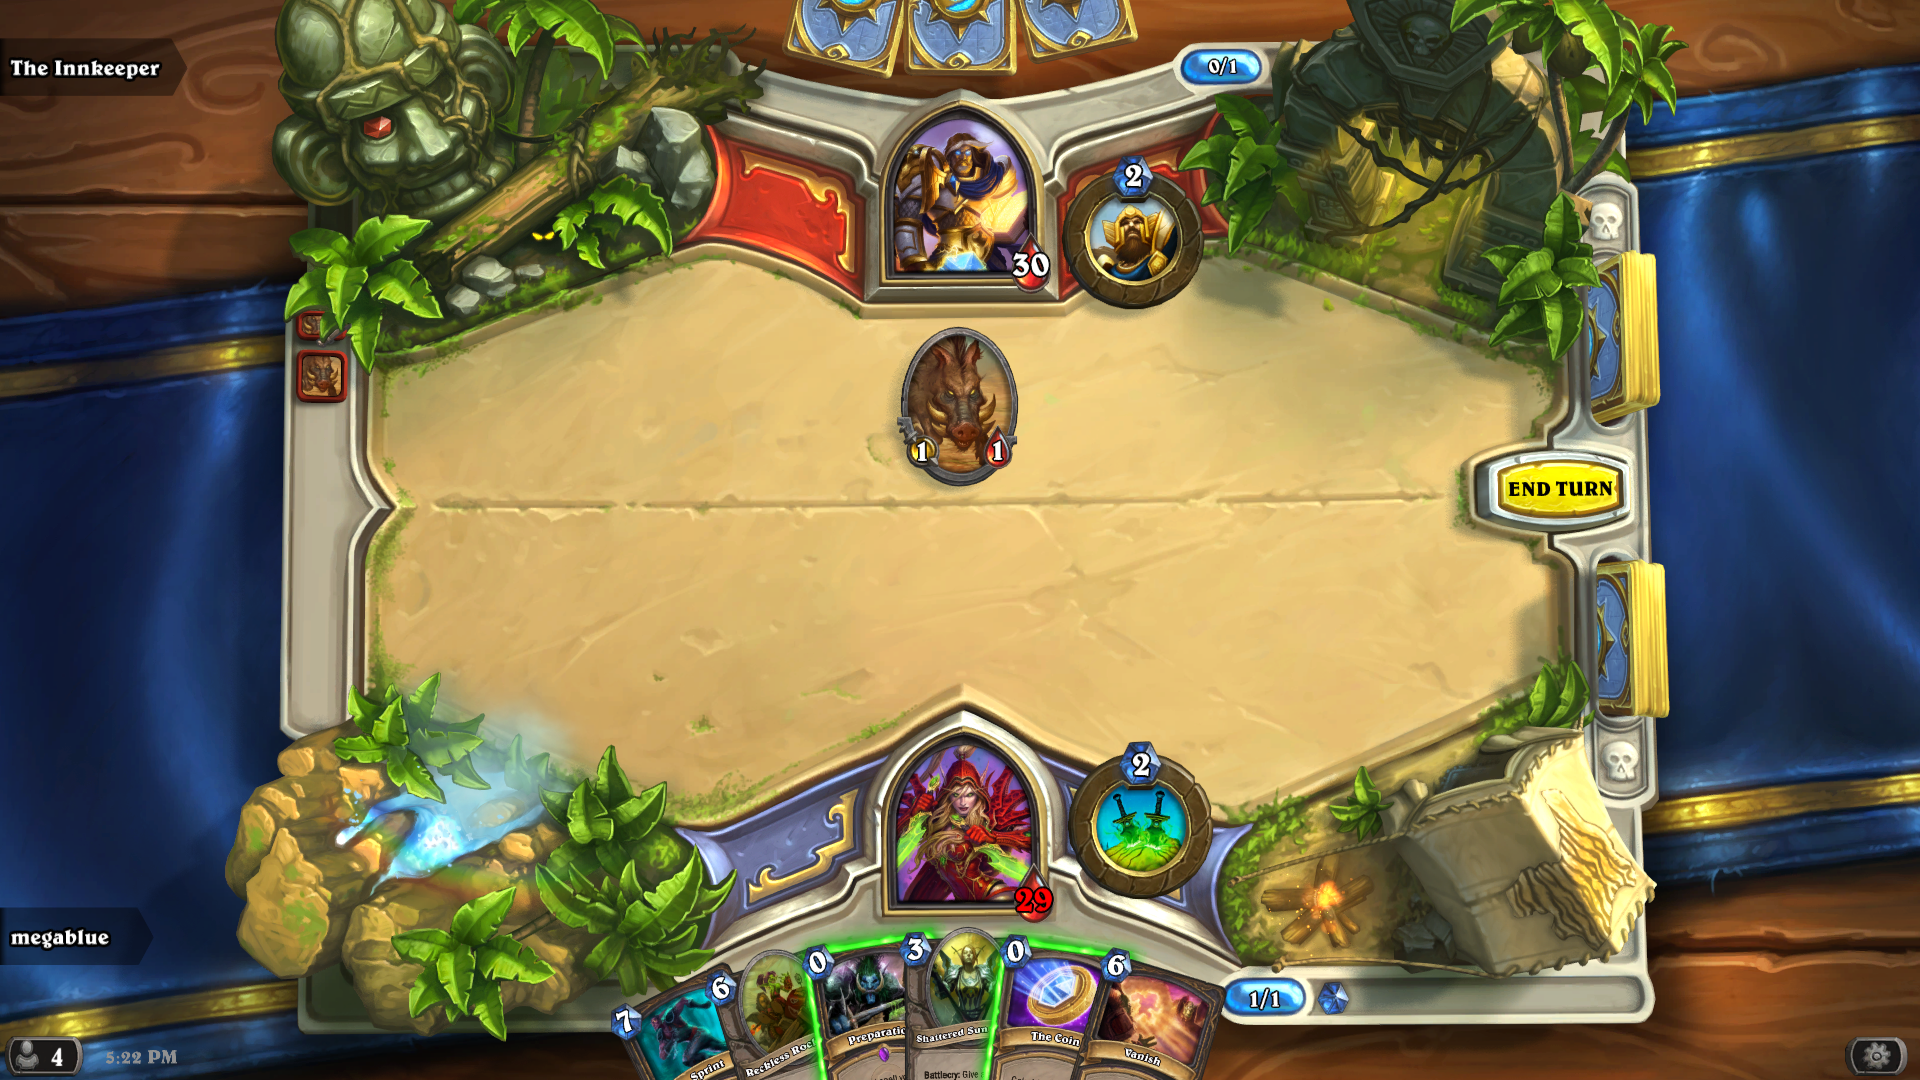 The Innkeeper
0/1
2
30
1
1
END TURN
2
29
megablue
7
6
0
3
0
6
1/1
Sprint
Reckless Roc
Preparatio
Shattered Sun
The Coin
Vanish
Battlecry: Give
4
5:22 PM